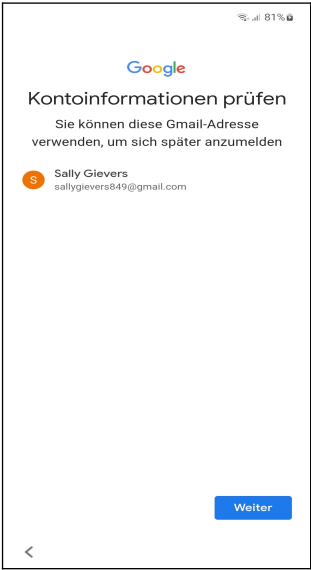 81%
Google
Kontoinformationen prüfen
Sie können diese Gmail-Adresse
verwenden, um sich später anzumelden
S
Sally Gievers
sallygievers849@gmail.com
Weiter